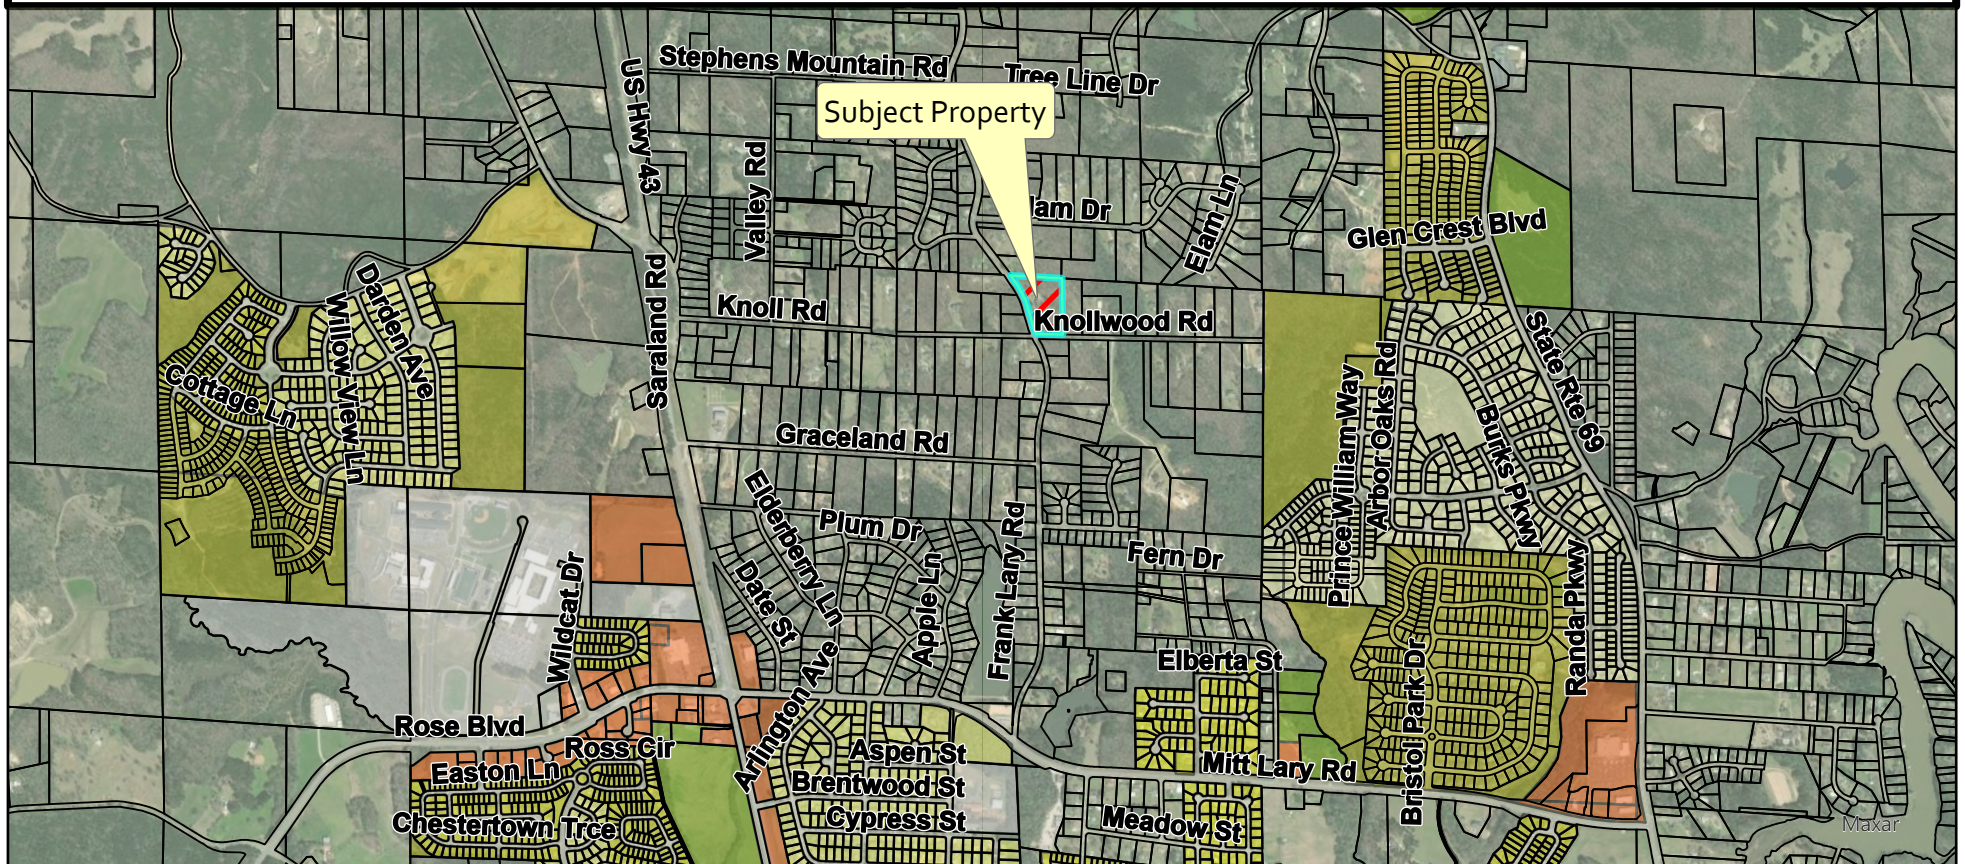 Stephens Mountain Rd
Tree Line Dr
US Hwy 43
Subject Property
Valley Rd
lam Dr
Elam Ln
Glen Crest Blvd
Saraland Rd
Darden Ave
Willow View Ln
Cottage Ln
Knoll Rd
Knollwood Rd
State Rte 69
Prince William Way
Arbor Oaks Rd
Burks Pkwy
Graceland Rd
Elderberry Ln
Plum Dr
Frank Lary Rd
Fern Dr
Date St
Apple Ln
Wildcat Dr
Randa Pkwy
Elberta St
Bristol Park Dr
Arlington Ave
Rose Blvd
Ross Cir
Aspen St
Easton Ln
Mitt Lary Rd
Brentwood St
Chestertown Trce
Cypress St
Meadow St
Maxar